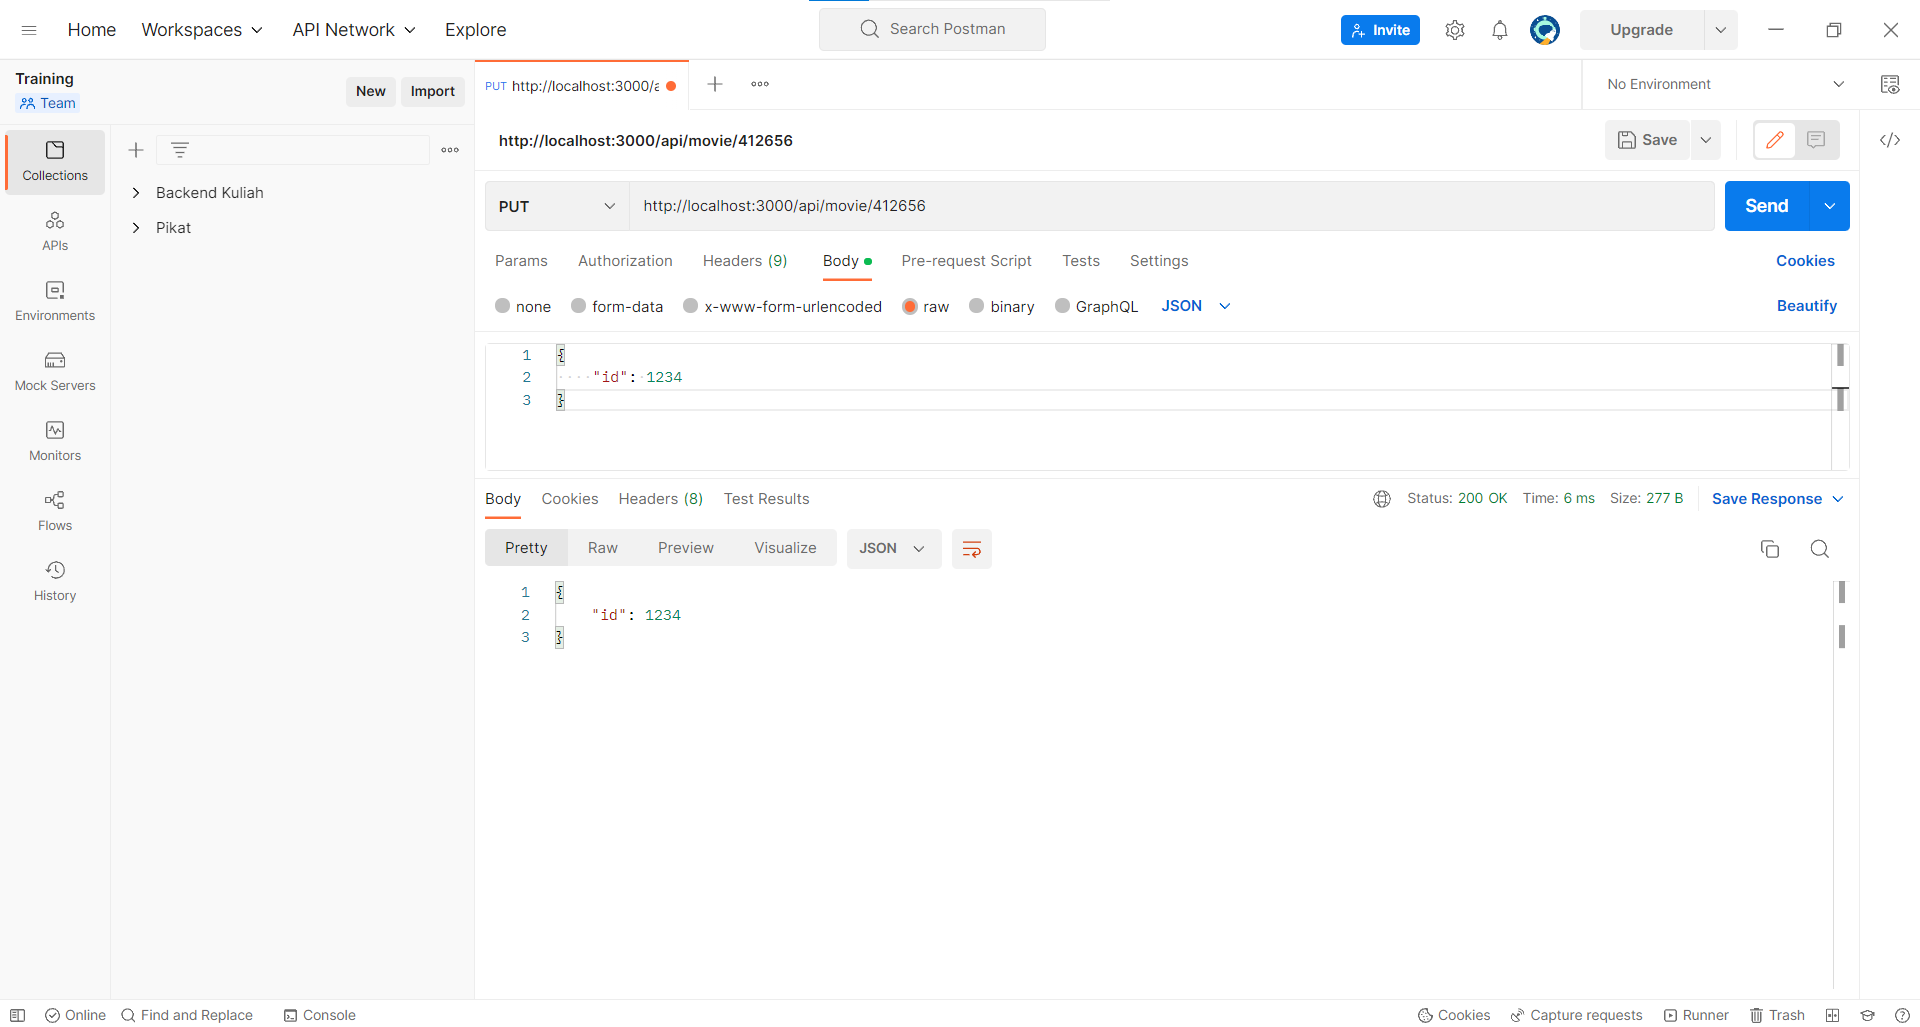 Home Workspaces API Network Explore Search Postman Invite Upgrade
Training
Team
New Import
PUT http://localhost:3000/a
No Environment
Collections
APIs
Environments
Mock Servers
Monitors
Flows
History
Backend Kuliah
Pikat
http://localhost:3000/api/movie/412656
Save
PUT http://localhost:3000/api/movie/412656 Send
Params Authorization Headers (9) Body Pre-request Script Tests Settings Cookies
none form-data x-www-form-urlencoded raw binary GraphQL JSON Beautify
1 {
2 ····"id":·1234
3 }
Body Cookies Headers (8) Test Results Status: 200 OK Time: 6 ms Size: 277 B Save Response
Pretty Raw Preview Visualize JSON
1 {
2 "id": 1234
3 }
Online Find and Replace Console Cookies Capture requests Runner Trash